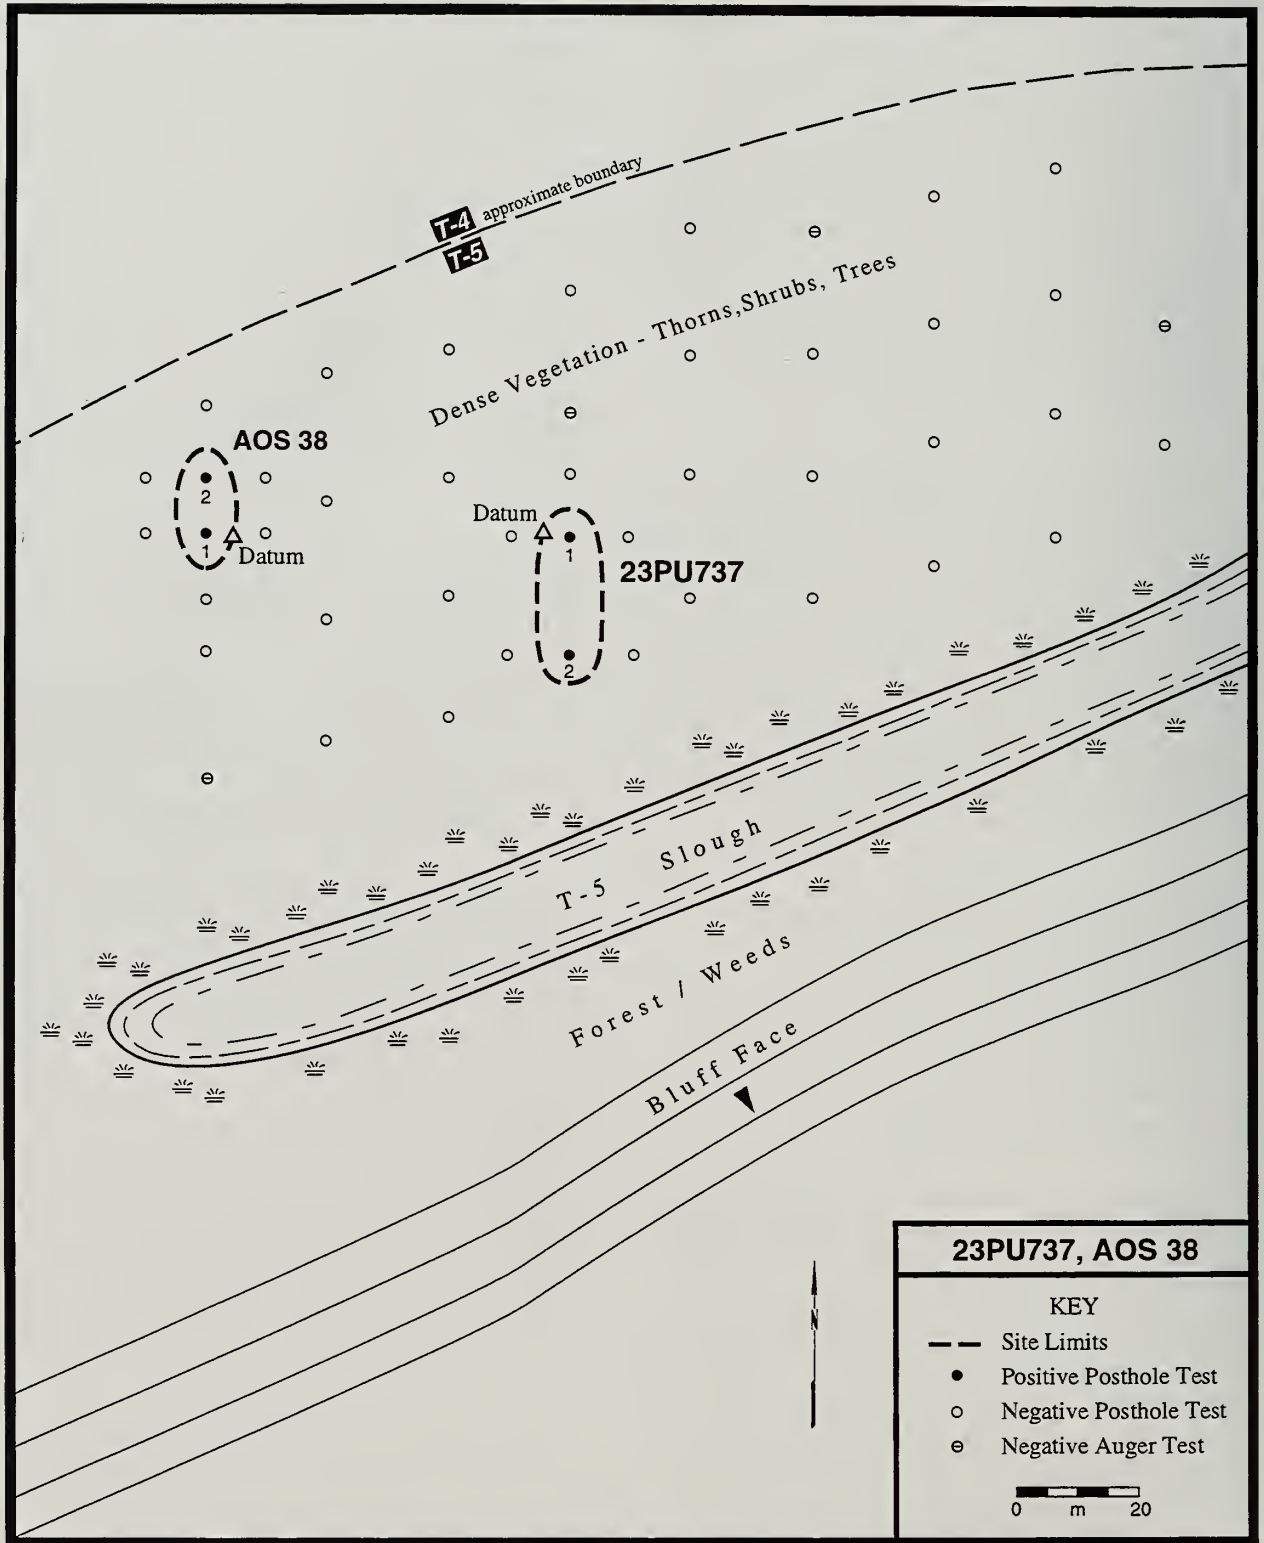 approximate boundary
T-4
T-5
Dense Vegetation - Thorns,Shrubs, Trees
AOS 38
2
1
Datum
Datum
1
23PU737
2
T-5 Slough
Forest / Weeds
Bluff Face
N
23PU737, AOS 38
KEY
Site Limits
Positive Posthole Test
Negative Posthole Test
Negative Auger Test
0 m 20